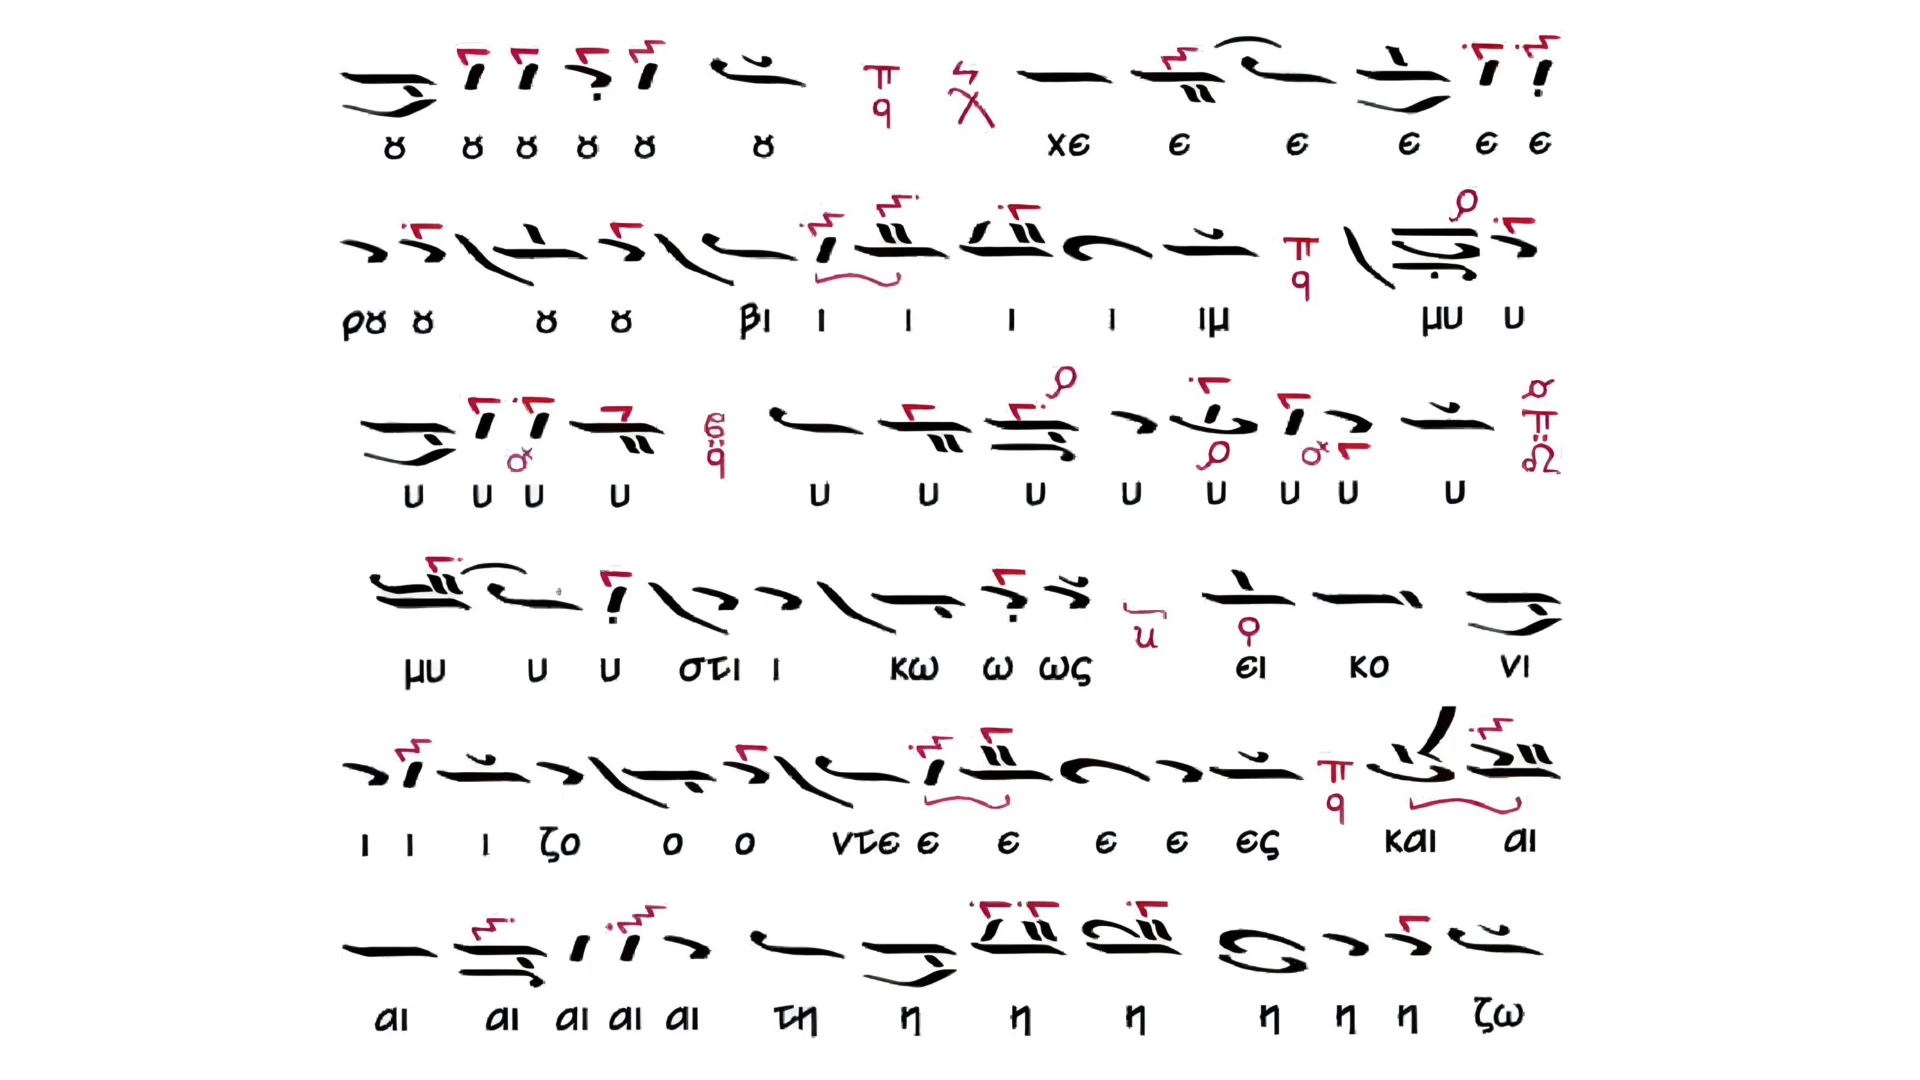 ȣ ȣ ȣ ȣ ȣ ȣ χε ε ε ε ε ε
ρȣ ȣ ȣ ȣ βι ι ι ι ι ιμ μυ υ
υ υ υ υ υ υ υ υ υ υ υ υ
μυ υ υ στι ι κω ω ως ει κο νι
ι ι ι ζο ο ο ντε ε ε ε ε ες και αι
αι αι αι αι αι τη η η η η η η ζω